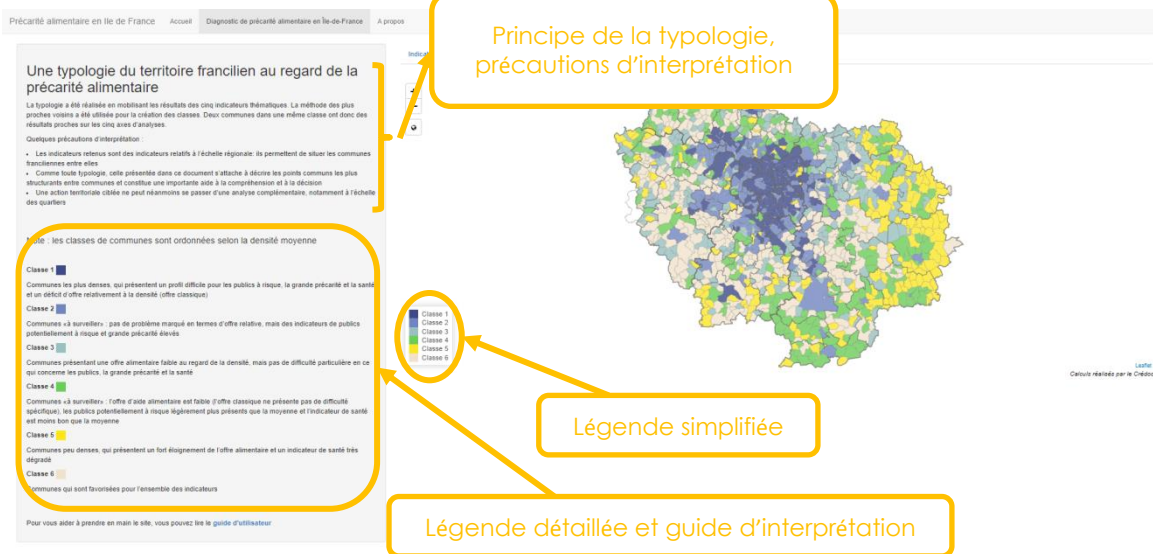 Précarité alimentaire en Ile de France Accueil Diagnostic de précarité alimentaire en Île-de-France A propos
Principe de la typologie,
précautions d'interprétation
Une typologie du territoire francilien au regard de la
précarité alimentaire
La typologie a été réalisée en mobilisant les résultats des cinq indicateurs thématiques. La méthode des plus
proches voisins a été utilisée pour la création des classes. Deux communes dans une même classe ont donc des
résultats proches sur les cinq axes d'analyses.
Quelques précautions d'interprétation :
• Les indicateurs retenus sont des indicateurs relatifs à l'échelle régionale: ils permettent de situer les communes
franciliennes entre elles
• Comme toute typologie, celle présentée dans ce document s'attache à décrire les points communs les plus
structurants entre communes et constitue une importante aide à la compréhension et à la décision
• Une action territoriale ciblée ne peut néanmoins se passer d'une analyse complémentaire, notamment à l'échelle
des quartiers
Note : les classes de communes sont ordonnées selon la densité moyenne
Classe 1
Communes les plus denses, qui présentent un profil difficile pour les publics à risque, la grande précarité et la santé
et un déficit d'offre relativement à la densité (offre classique)
Classe 2
Communes «à surveiller» : pas de problème marqué en termes d'offre relative, mais des indicateurs de publics
potentiellement à risque et grande précarité élevés
Classe 3
Communes présentant une offre alimentaire faible au regard de la densité, mais pas de difficulté particulière en ce
qui concerne les publics, la grande précarité et la santé
Classe 4
Communes «à surveiller» : l'offre d'aide alimentaire est faible (l'offre classique ne présente pas de difficulté
spécifique), les publics potentiellement à risque légèrement plus présents que la moyenne et l'indicateur de santé
est moins bon que la moyenne
Classe 5
Communes peu denses, qui présentent un fort éloignement de l'offre alimentaire et un indicateur de santé très
dégradé
Classe 6
Communes qui sont favorisées pour l'ensemble des indicateurs
Pour vous aider à prendre en main le site, vous pouvez lire le guide d'utilisateur
+
Classe 1
Classe 2
Classe 3
Classe 4
Classe 5
Classe 6
Leaflet
Calculs réalisés par le Crédoc
Légende simplifiée
Légende détaillée et guide d'interprétation